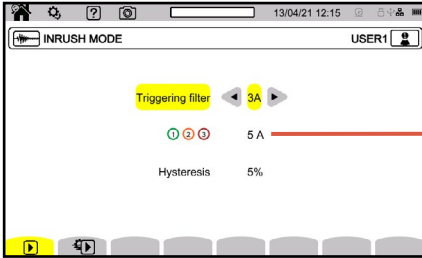 ?
13/04/21 12:15
INRUSH MODE
USER1
Triggering filter 3A
1 2 3 5 A
Hysteresis 5%